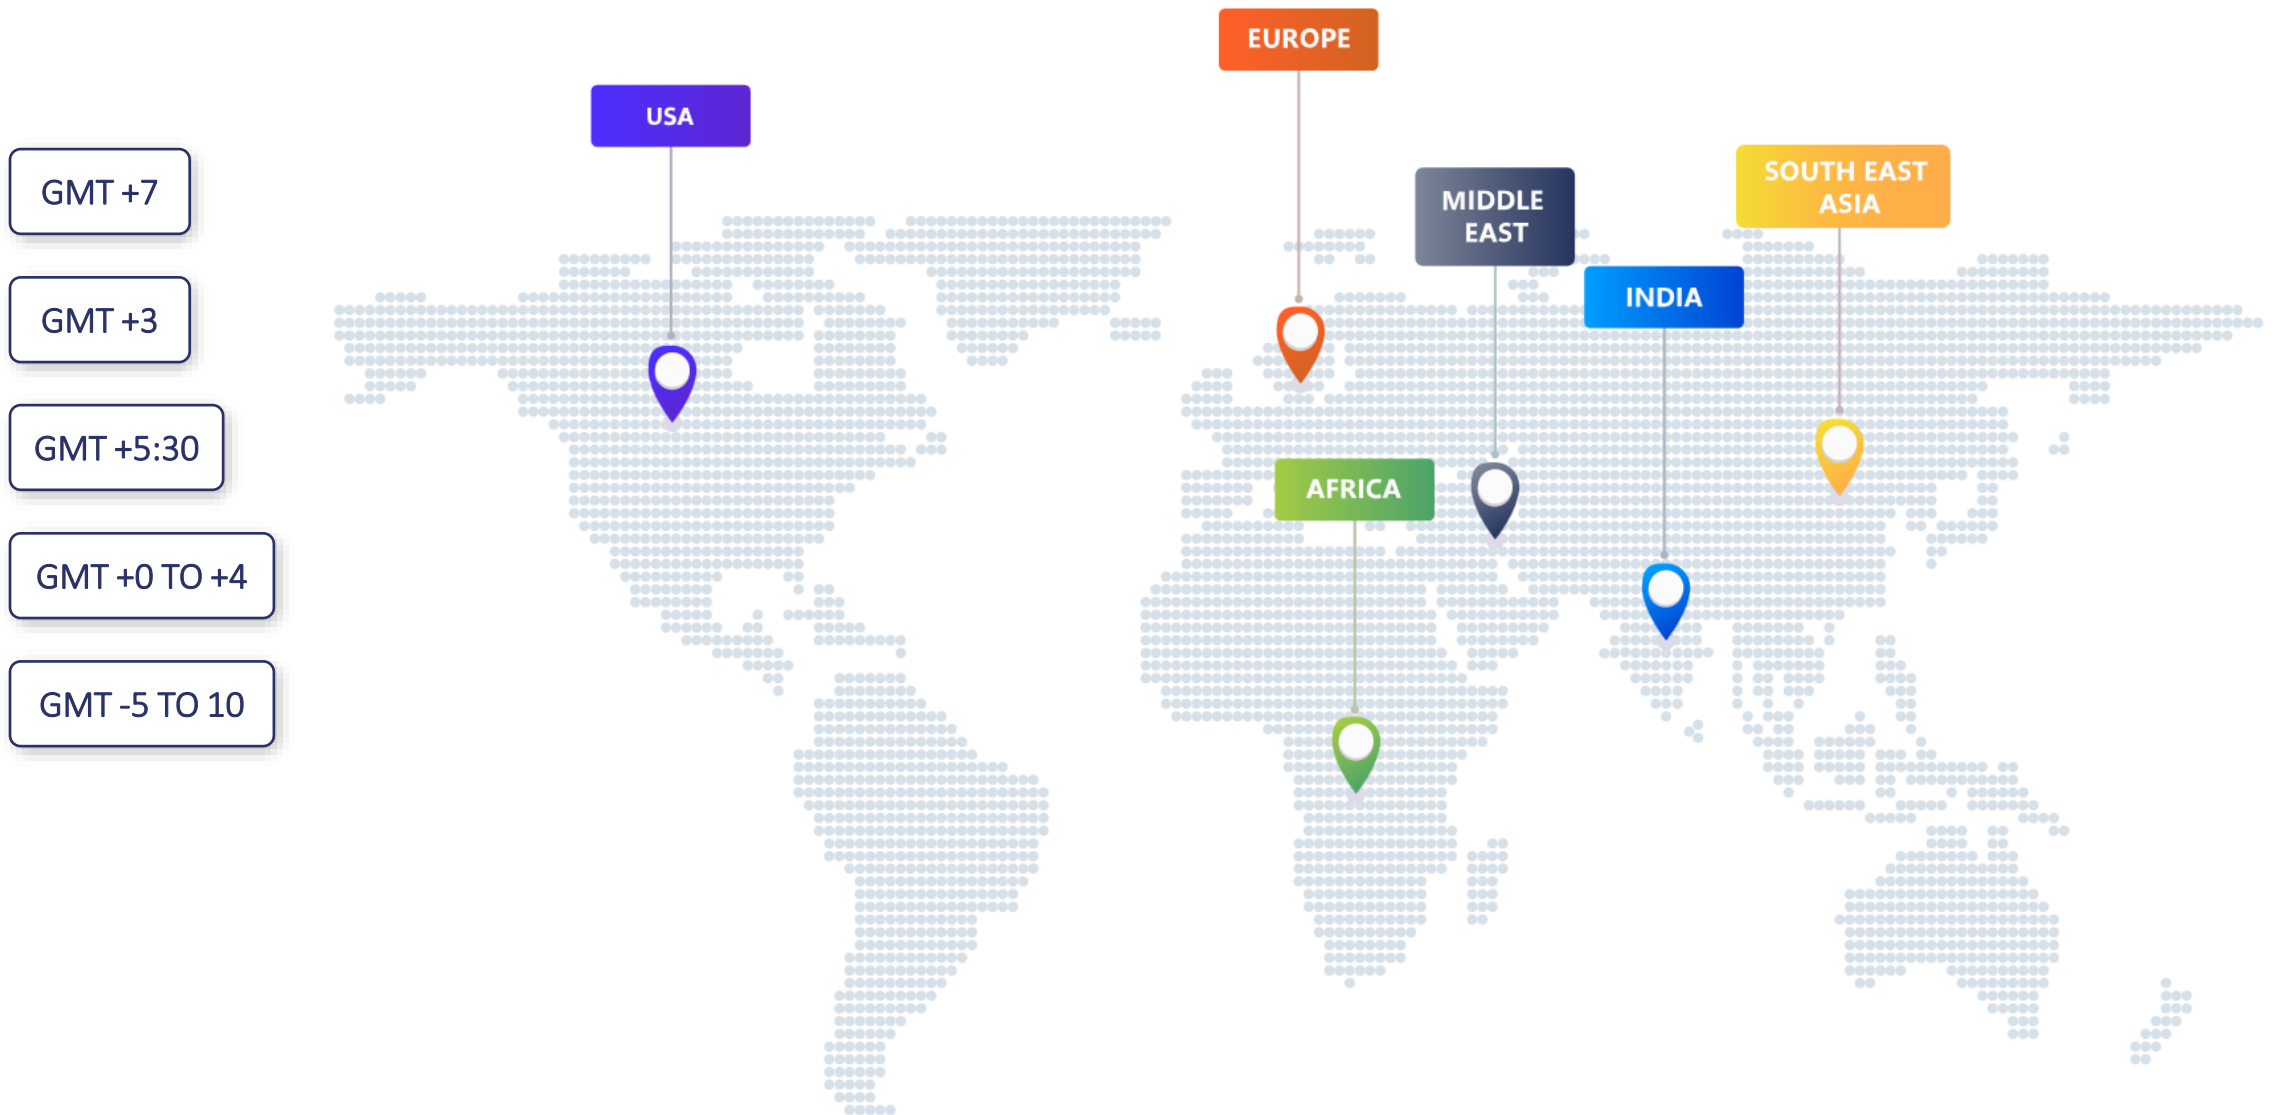 EUROPE
USA
SOUTH EAST
ASIA
GMT +7
MIDDLE
EAST
INDIA
GMT +3
GMT +5:30
AFRICA
GMT +0 TO +4
GMT -5 TO 10